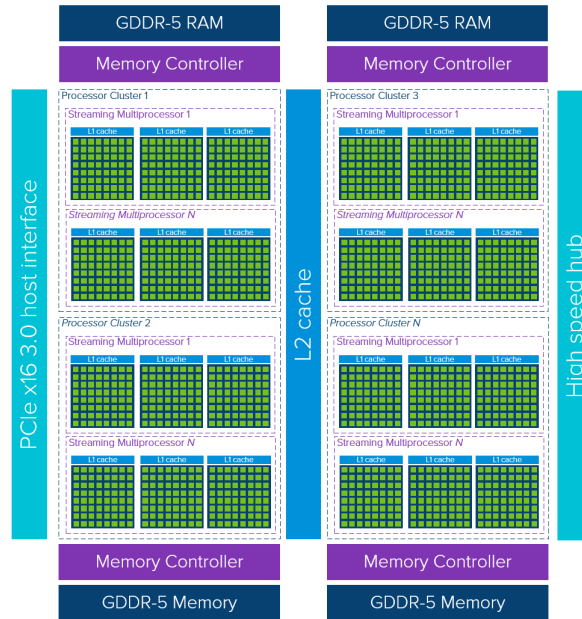 GDDR-5 RAM
GDDR-5 RAM
Memory Controller
Memory Controller
PCIe x16 3.0 host interface
Processor Cluster 1
Streaming Multiprocessor 1
L1 cache
L1 cache
L1 cache
Streaming Multiprocessor N
L1 cache
L1 cache
L1 cache
Processor Cluster 2
Streaming Multiprocessor 1
L1 cache
L1 cache
L1 cache
Streaming Multiprocessor N
L1 cache
L1 cache
L1 cache
L2 cache
Processor Cluster 3
Streaming Multiprocessor 1
L1 cache
L1 cache
L1 cache
Streaming Multiprocessor N
L1 cache
L1 cache
L1 cache
Processor Cluster N
Streaming Multiprocessor 1
L1 cache
L1 cache
L1 cache
Streaming Multiprocessor N
L1 cache
L1 cache
L1 cache
High speed hub
Memory Controller
Memory Controller
GDDR-5 Memory
GDDR-5 Memory